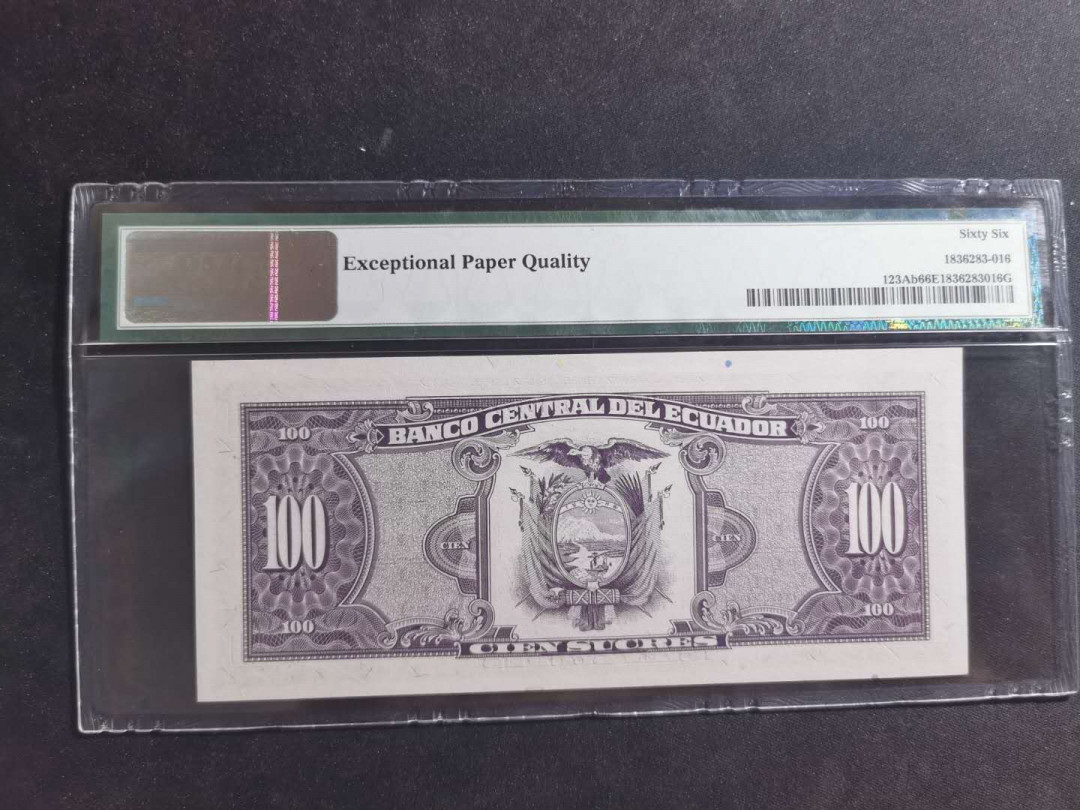 Sixty Six
Exceptional Paper Quality
1836283-016
123Ab66E1836283016G
BANCO CENTRAL DEL ECUADOR
100 100
100 100
CIEN CIEN
100 100
CIEN SUCRES